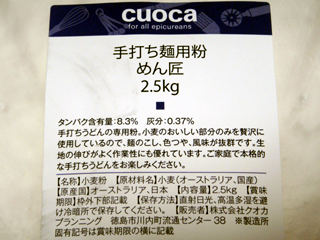 cuoca
for all epicureans
手打ち麺用粉
めん匠
2.5kg
タンパク含有量:8.3% 灰分:0.37%
手打ちうどんの専用粉。小麦のおいしい部分のみを贅沢に
使用しているので、麺のこし、色つや、風味が抜群です。生
地の伸びがよく作業性にも優れています。ご家庭で本格的
な手打ちうどんをお楽しみください。
【名称】小麦粉 【原材料名】小麦(オーストラリア、国産)
【原産国】オーストラリア、日本 【内容量】2.5kg 【賞味
期限】枠外下部記載 【保存方法】直射日光、高温多湿を避
け冷暗所で保存してください。 【販売者】株式会社クオカ
プランニング 徳島市川内町流通センター 38 ※製造所
固有記号は賞味期限の横に記載